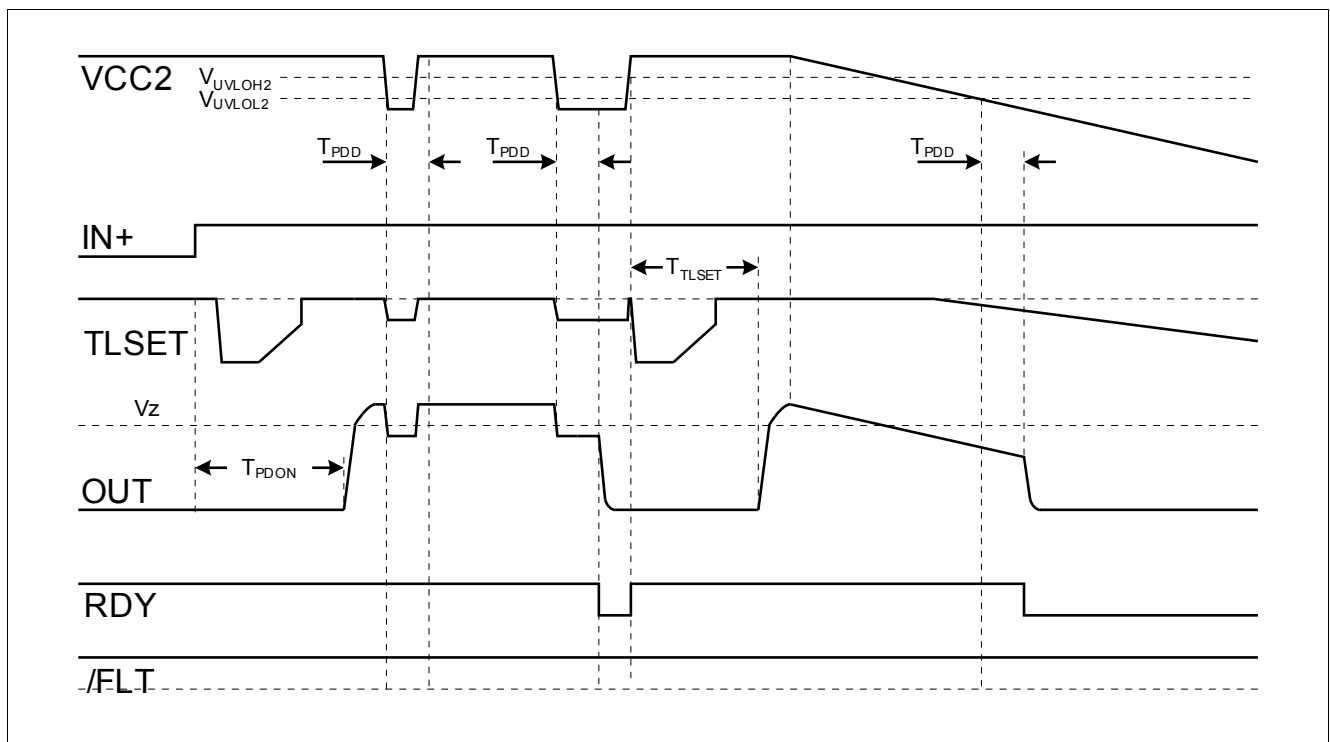 VCC2
VUVLOH2
VUVLOL2
TPDD
TPDD
TPDD
IN+
TTLSET
TLSET
Vz
TPDON
OUT
RDY
/FLT